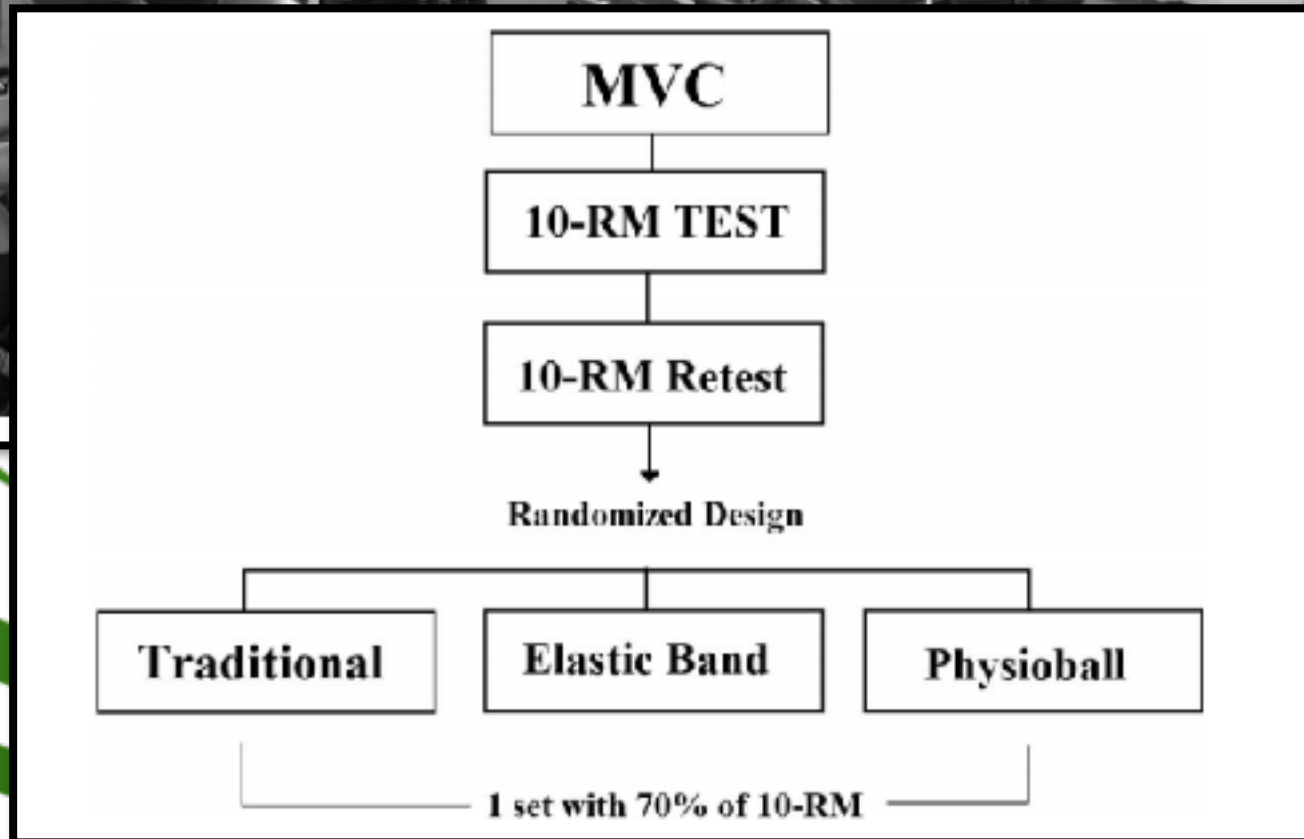 MVC
10-RM TEST
10-RM Retest
Randomized Design
Traditional
Elastic Band
Physioball
1 set with 70% of 10-RM